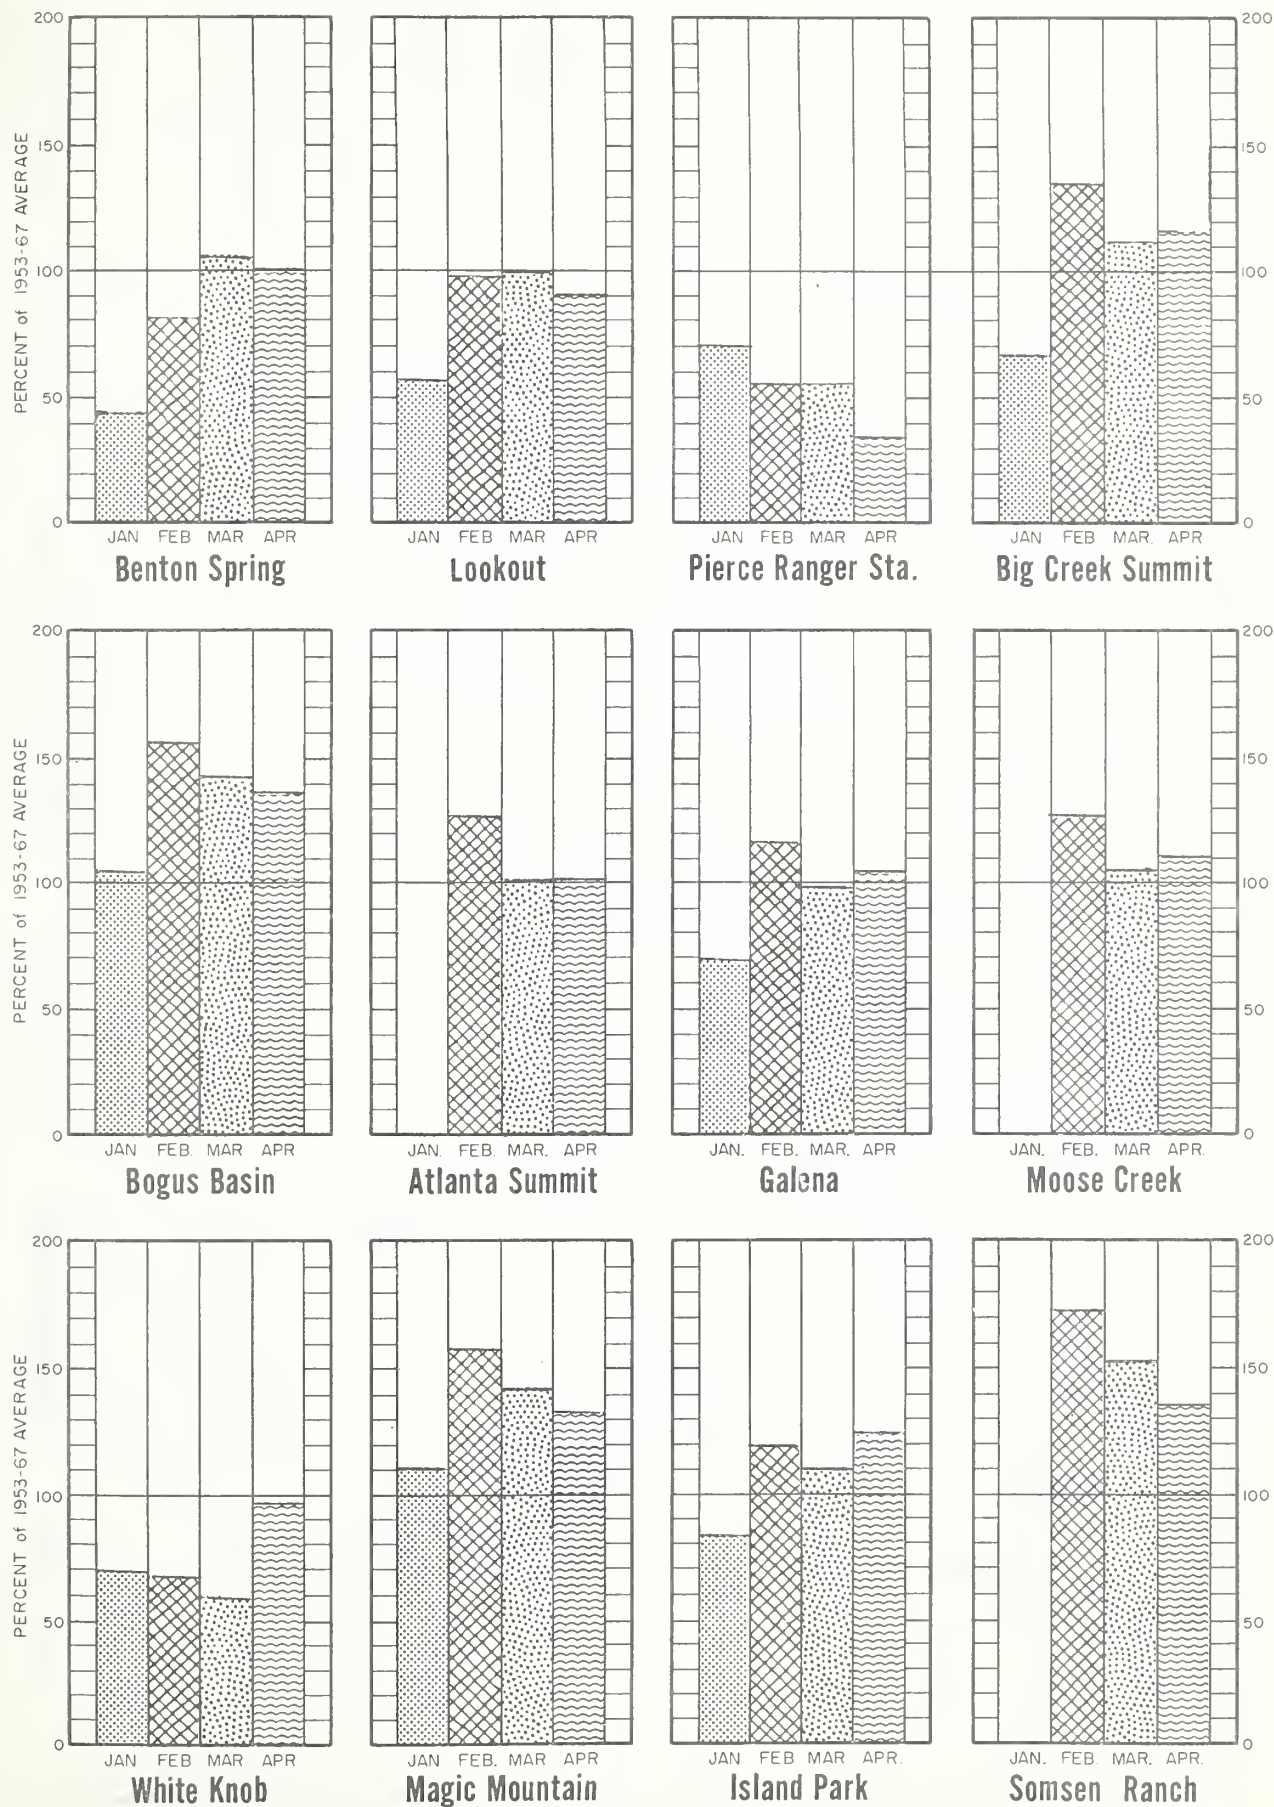 200 200
PERCENT of 1953-67 AVERAGE
150 150
100 100
50 50
0 0
JAN FEB MAR APR JAN FEB MAR APR JAN FEB MAR APR JAN FEB MAR. APR
Benton Spring Lookout Pierce Ranger Sta. Big Creek Summit
200 200
PERCENT of 1953-67 AVERAGE
150 150
100 100
50 50
0 0
JAN FEB. MAR APR JAN. FEB. MAR. APR JAN. FEB. MAR. APR JAN. FEB. MAR. APR.
Bogus Basin Atlanta Summit Galena Moose Creek
200 200
PERCENT of 1953-67 AVERAGE
150 150
100 100
50 50
0 0
JAN FEB MAR APR JAN FEB. MAR APR JAN FEB MAR APR. JAN. FEB. MAR. APR.
White Knob Magic Mountain Island Park Somsen Ranch